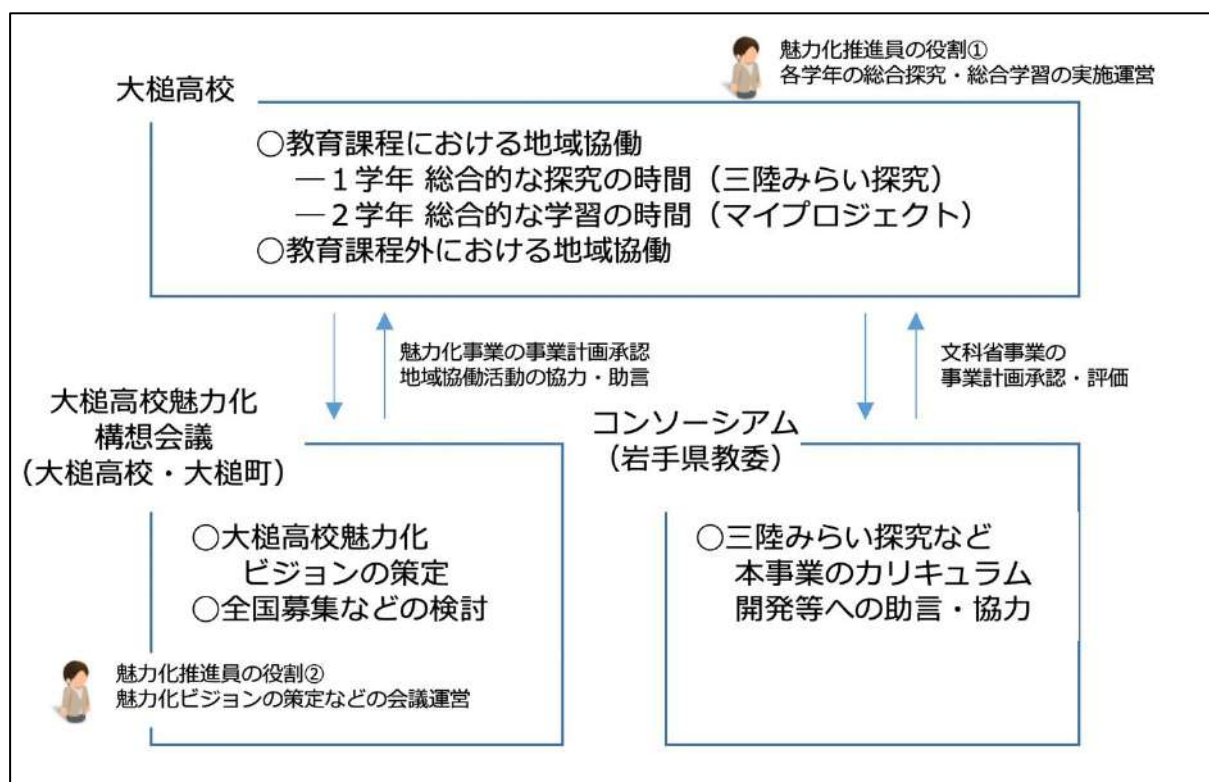 魅力化推進員の役割①
各学年の総合探究・総合学習の実施運営
大槌高校
○教育課程における地域協働
―１学年 総合的な探究の時間（三陸みらい探究）
―２学年 総合的な学習の時間（マイプロジェクト）
○教育課程外における地域協働
魅力化事業の事業計画承認
地域協働活動の協力・助言
文科省事業の
事業計画承認・評価
大槌高校魅力化
構想会議
（大槌高校・大槌町）
○大槌高校魅力化
ビジョンの策定
○全国募集などの検討
魅力化推進員の役割②
魅力化ビジョンの策定などの会議運営
コンソーシアム
（岩手県教委）
○三陸みらい探究など
本事業のカリキュラム
開発等への助言・協力